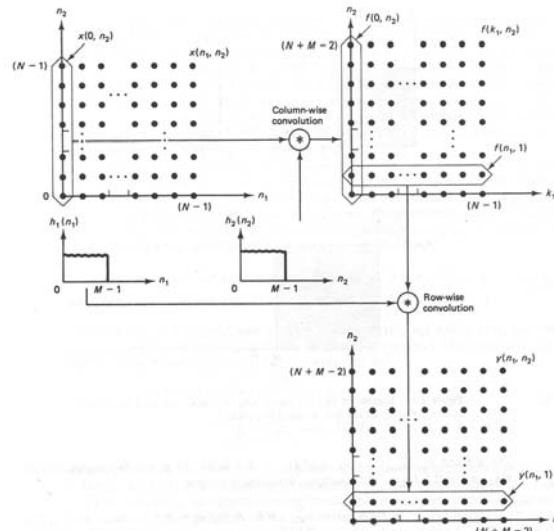 n₂
x(0, n₂)
x(n₁, n₂)
(N − 1)
0
n₁
(N − 1)
Column-wise
convolution
*
n₂
f(0, n₂)
f(k₁, n₂)
(N + M − 2)
f(n₁, 1)
0
k₁
(N − 1)
h₁(n₁)
0
M − 1
n₁
h₂(n₂)
0
M − 1
n₂
*
Row-wise
convolution
n₂
y(n₁, n₂)
(N + M − 2)
y(n₁, 1)
(N + M − 2)